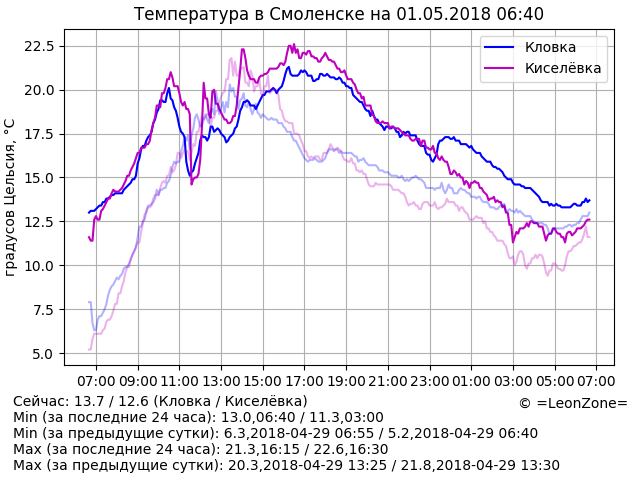 Температура в Смоленске на 01.05.2018 06:40
градусов Цельсия, °C
22.5
20.0
17.5
15.0
12.5
10.0
7.5
5.0
Кловка
Киселёвка
07:00 09:00 11:00 13:00 15:00 17:00 19:00 21:00 23:00 01:00 03:00 05:00 07:00
Сейчас: 13.7 / 12.6 (Кловка / Киселёвка)
© =LeonZone=
Min (за последние 24 часа): 13.0,06:40 / 11.3,03:00
Min (за предыдущие сутки): 6.3,2018-04-29 06:55 / 5.2,2018-04-29 06:40
Max (за последние 24 часа): 21.3,16:15 / 22.6,16:30
Max (за предыдущие сутки): 20.3,2018-04-29 13:25 / 21.8,2018-04-29 13:30